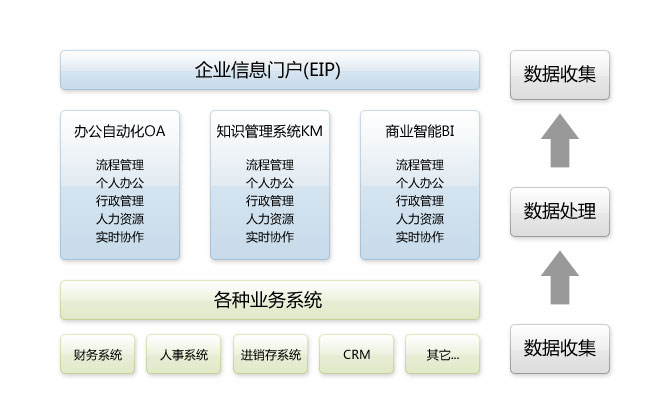 企业信息门户(EIP)
办公自动化OA
流程管理
个人办公
行政管理
人力资源
实时协作
知识管理系统KM
流程管理
个人办公
行政管理
人力资源
实时协作
商业智能BI
流程管理
个人办公
行政管理
人力资源
实时协作
各种业务系统
财务系统
人事系统
进销存系统
CRM
其它...
数据收集
数据处理
数据收集